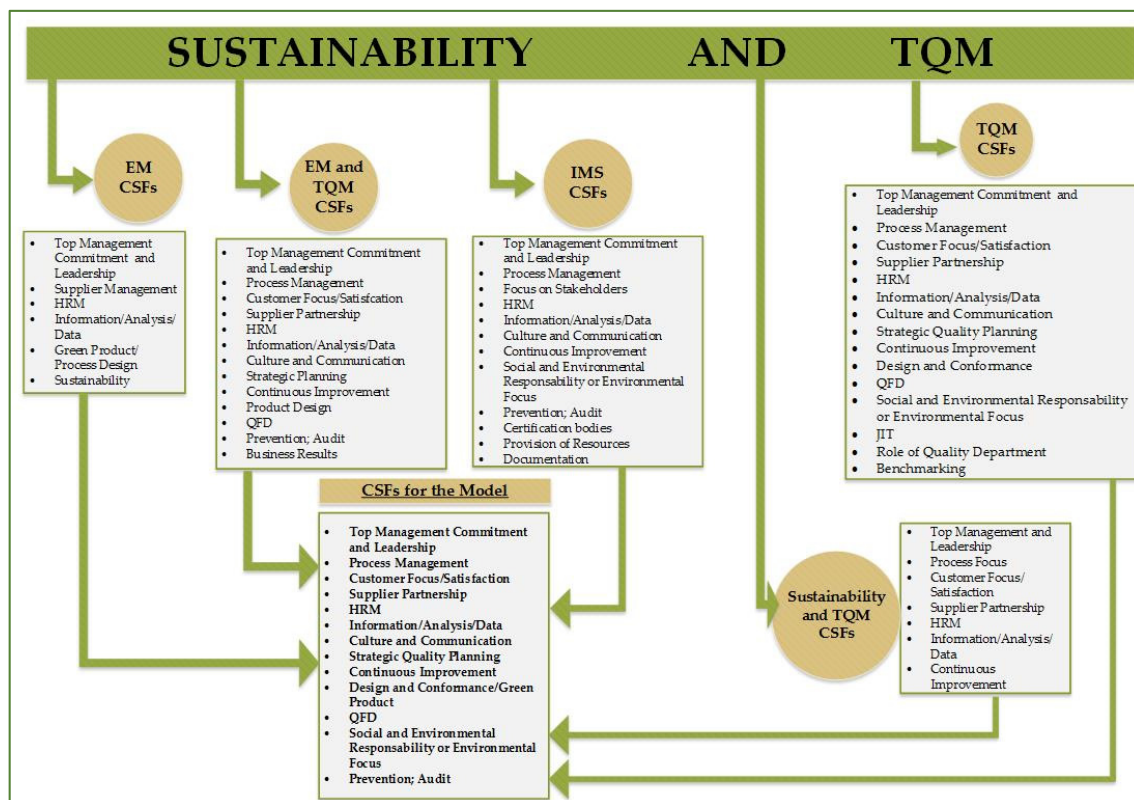 SUSTAINABILITY AND TQM
EM
CSFs
• Top Management
Commitment and
Leadership
• Supplier Management
• HRM
• Information/Analysis/
Data
• Green Product/
Process Design
• Sustainability
EM and
TQM
CSFs
• Top Management Commitment
and Leadership
• Process Management
• Customer Focus/Satisfcation
• Supplier Partnership
• HRM
• Information/Analysis/Data
• Culture and Communication
• Strategic Planning
• Continuous Improvement
• Product Design
• QFD
• Prevention; Audit
• Business Results
IMS
CSFs
• Top Management Commitment
and Leadership
• Process Management
• Focus on Stakeholders
• HRM
• Information/Analysis/Data
• Culture and Communication
• Continuous Improvement
• Social and Environmental
Responsability or Environmental
Focus
• Prevention; Audit
• Certification bodies
• Provision of Resources
• Documentation
TQM
CSFs
• Top Management Commitment and
Leadership
• Process Management
• Customer Focus/Satisfaction
• Supplier Partnership
• HRM
• Information/Analysis/Data
• Culture and Communication
• Strategic Quality Planning
• Continuous Improvement
• Design and Conformance
• QFD
• Social and Environmental Responsability
or Environmental Focus
• JIT
• Role of Quality Department
• Benchmarking
CSFs for the Model
• Top Management Commitment
and Leadership
• Process Management
• Customer Focus/Satisfaction
• Supplier Partnership
• HRM
• Information/Analysis/Data
• Culture and Communication
• Strategic Quality Planning
• Continuous Improvement
• Design and Conformance/Green
Product
• QFD
• Social and Environmental
Responsability or Environmental
Focus
• Prevention; Audit
Sustainability
and TQM
CSFs
• Top Management and
Leadership
• Process Focus
• Customer Focus/
Satisfaction
• Supplier Partnership
• HRM
• Information/Analysis/
Data
• Continuous
Improvement